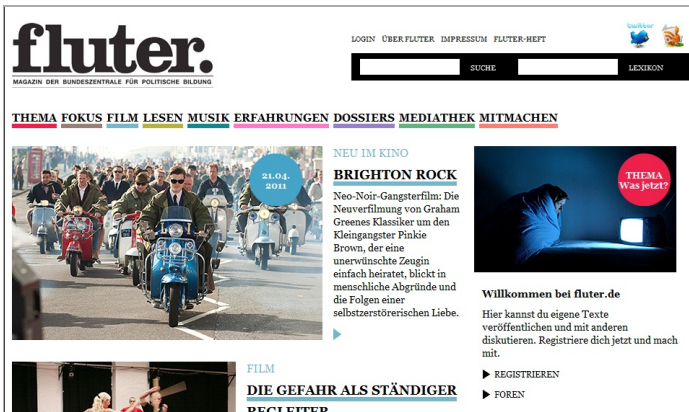 fluter.
MAGAZIN DER BUNDESZENTRALE FÜR POLITISCHE BILDUNG
LOGIN ÜBER FLUTER IMPRESSUM FLUTER-HEFT
twitter
SUCHE
LEXIKON
THEMA FOKUS FILM LESEN MUSIK ERFAHRUNGEN DOSSIERS MEDIATHEK MITMACHEN
21.04.
2011
NEU IM KINO
BRIGHTON ROCK
Neo-Noir-Gangsterfilm: Die
Neuverfilmung von Graham
Greenes Klassiker um den
Kleingangster Pinkie
Brown, der eine
unerwünschte Zeugin
einfach heiratet, blickt in
menschliche Abgründe und
die Folgen einer
selbstzerstörerischen Liebe.
THEMA
Was jetzt?
Willkommen bei fluter.de
Hier kannst du eigene Texte
veröffentlichen und mit anderen
diskutieren. Registriere dich jetzt und mach
mit.
REGISTRIEREN
FOREN
FILM
DIE GEFAHR ALS STÄNDIGER
BEGLEITER